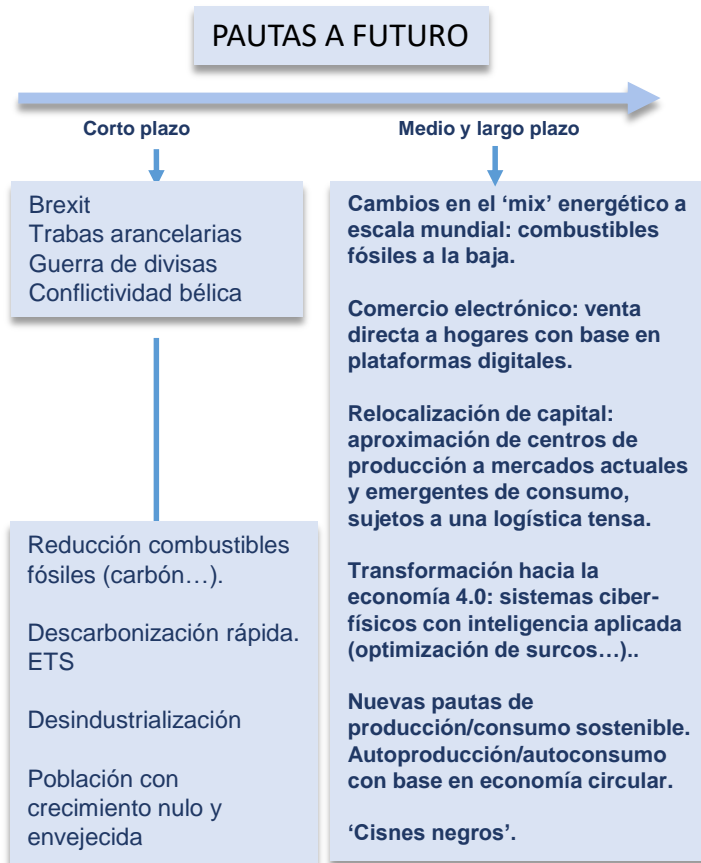 PAUTAS A FUTURO
Corto plazo
Brexit
Trabas arancelarias
Guerra de divisas
Conflictividad bélica
Reducción combustibles
fósiles (carbón…).
Descarbonización rápida.
ETS
Desindustrialización
Población con
crecimiento nulo y
envejecida
Medio y largo plazo
Cambios en el ‘mix’ energético a
escala mundial: combustibles
fósiles a la baja.
Comercio electrónico: venta
directa a hogares con base en
plataformas digitales.
Relocalización de capital:
aproximación de centros de
producción a mercados actuales
y emergentes de consumo,
sujetos a una logística tensa.
Transformación hacia la
economía 4.0: sistemas ciber-
físicos con inteligencia aplicada
(optimización de surcos…)..
Nuevas pautas de
producción/consumo sostenible.
Autoproducción/autoconsumo
con base en economía circular.
‘Cisnes negros’.